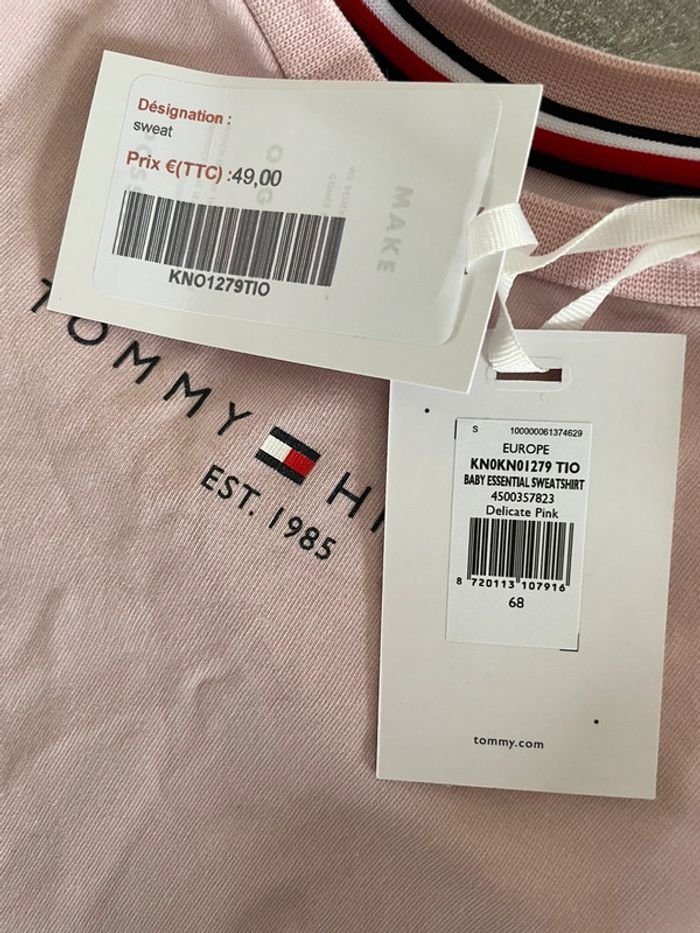 Désignation :
sweat
Prix €(TTC) :49,00
KNO1279TIO
MAKE
TOMMY HI
EST. 1985
S 100000061374629
EUROPE
KN0KN01279 TIO
BABY ESSENTIAL SWEATSHIRT
4500357823
Delicate Pink
8 720113 107916
68
tommy.com